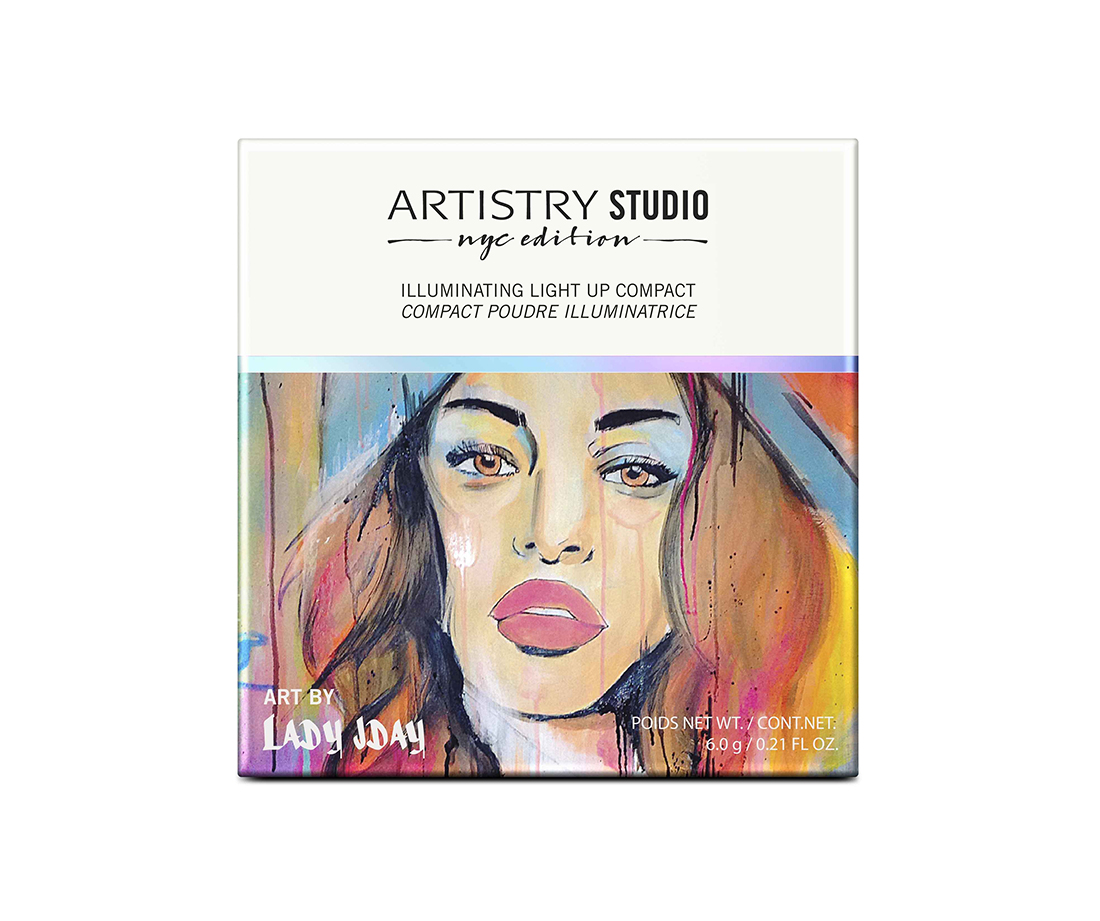 ARTISTRY STUDIO
nyc edition
ILLUMINATING LIGHT UP COMPACT
COMPACT POUDRE ILLUMINATRICE
ART BY
LADY JDAY
POIDS NET WT. / CONT.NET:
6.0 g / 0.21 FL OZ.